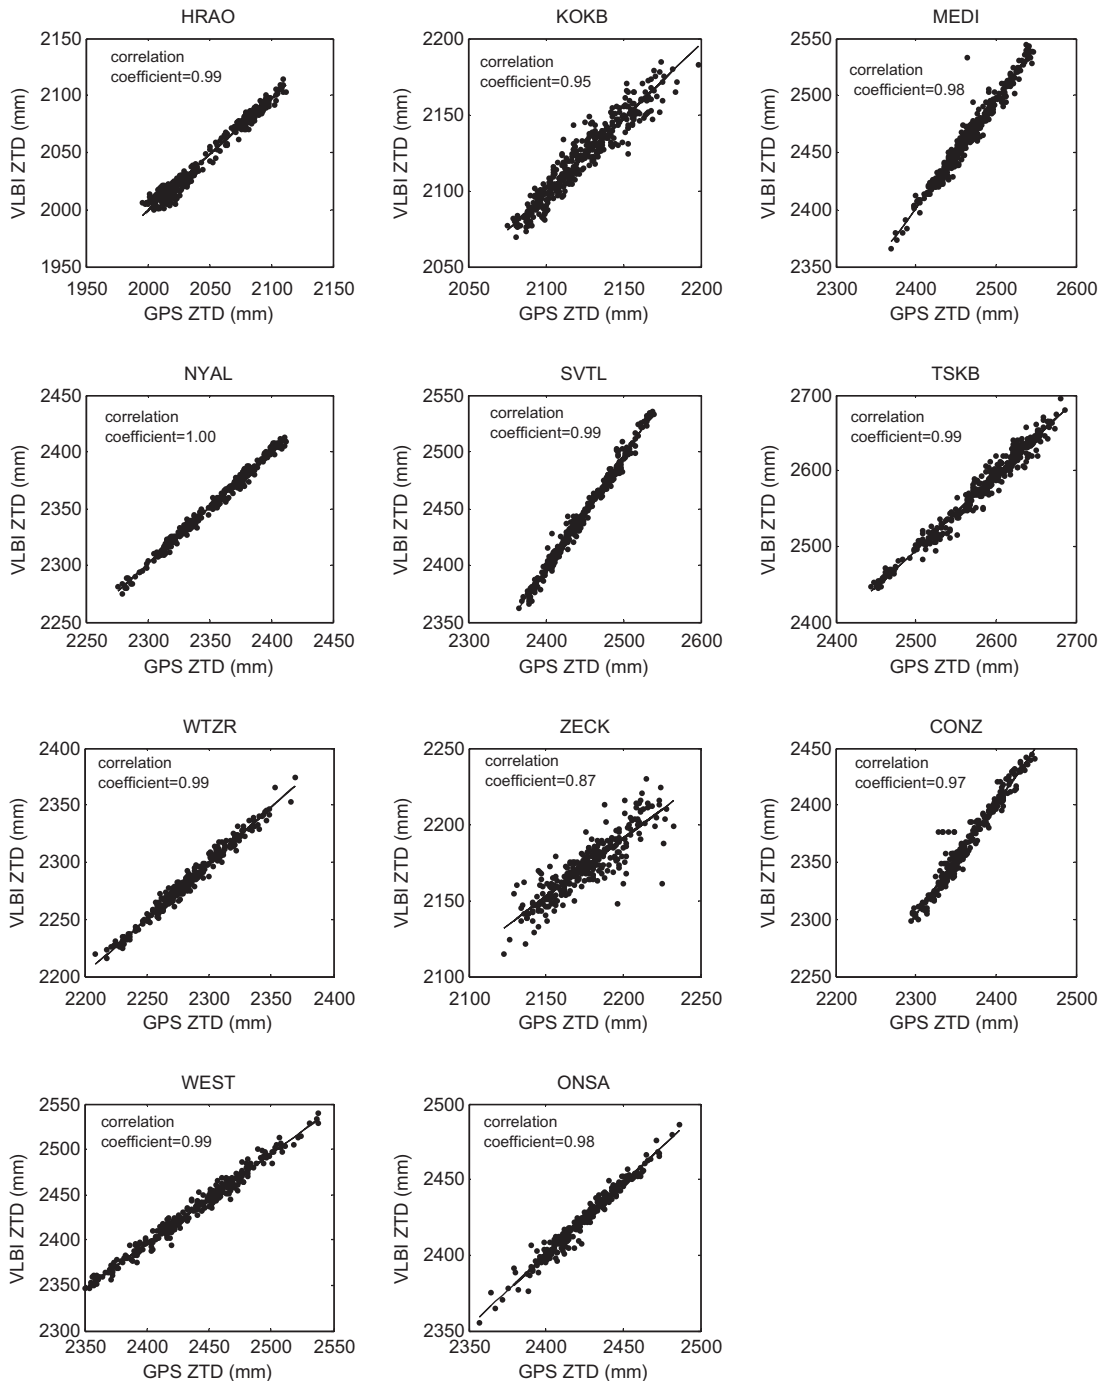 HRAO
VLBI ZTD (mm)
2150
2100
2050
2000
1950
correlation
coefficient=0.99
1950 2000 2050 2100 2150
GPS ZTD (mm)
KOKB
VLBI ZTD (mm)
2200
2150
2100
2050
correlation
coefficient=0.95
2050 2100 2150 2200
GPS ZTD (mm)
MEDI
VLBI ZTD (mm)
2550
2500
2450
2400
2350
correlation
coefficient=0.98
2300 2400 2500 2600
GPS ZTD (mm)
NYAL
VLBI ZTD (mm)
2450
2400
2350
2300
2250
correlation
coefficient=1.00
2250 2300 2350 2400 2450
GPS ZTD (mm)
SVTL
VLBI ZTD (mm)
2550
2500
2450
2400
2350
correlation
coefficient=0.99
2300 2400 2500 2600
GPS ZTD (mm)
TSKB
VLBI ZTD (mm)
2700
2600
2500
2400
correlation
coefficient=0.99
2400 2500 2600 2700
GPS ZTD (mm)
WTZR
VLBI ZTD (mm)
2400
2350
2300
2250
2200
correlation
coefficient=0.99
2200 2250 2300 2350 2400
GPS ZTD (mm)
ZECK
VLBI ZTD (mm)
2250
2200
2150
2100
correlation
coefficient=0.87
2100 2150 2200 2250
GPS ZTD (mm)
CONZ
VLBI ZTD (mm)
2450
2400
2350
2300
2250
correlation
coefficient=0.97
2200 2300 2400 2500
GPS ZTD (mm)
WEST
VLBI ZTD (mm)
2550
2500
2450
2400
2350
2300
correlation
coefficient=0.99
2350 2400 2450 2500 2550
GPS ZTD (mm)
ONSA
VLBI ZTD (mm)
2500
2450
2400
2350
correlation
coefficient=0.98
2350 2400 2450 2500
GPS ZTD (mm)